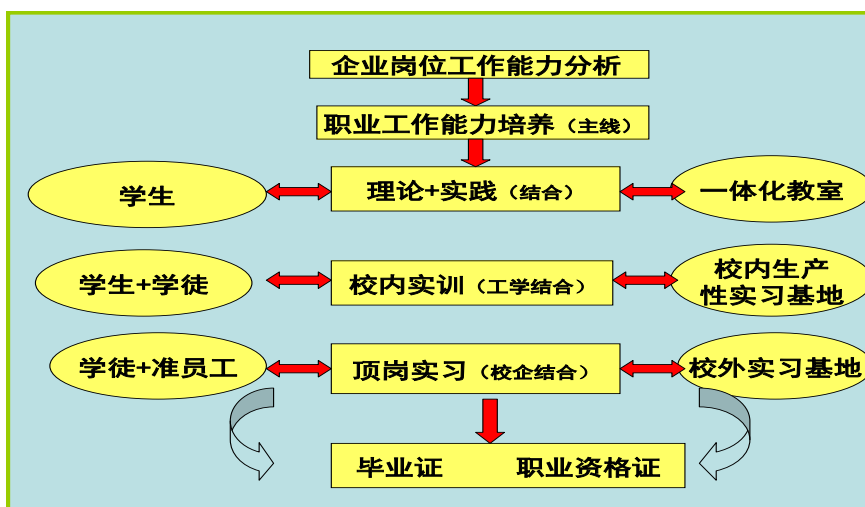 企业岗位工作能力分析
职业工作能力培养（主线）
学生
理论+实践（结合）
一体化教室
学生+学徒
校内实训（工学结合）
校内生产
性实习基地
学徒+准员工
顶岗实习（校企结合）
校外实习基地
毕业证 职业资格证